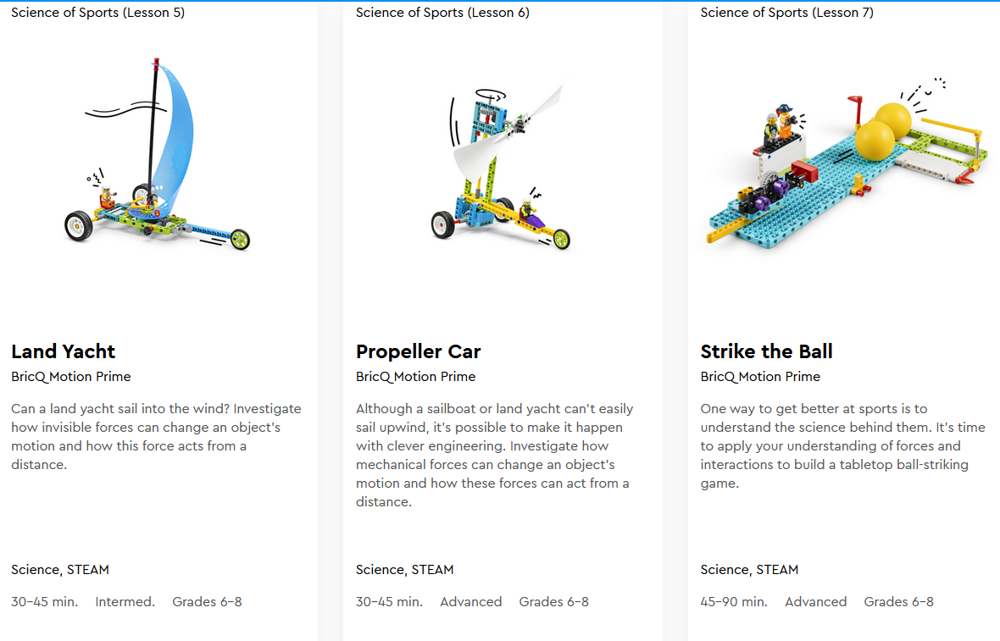 Science of Sports (Lesson 5)
Land Yacht
BricQ Motion Prime
Can a land yacht sail into the wind? Investigate
how invisible forces can change an object's
motion and how this force acts from a
distance.
Science, STEAM
30–45 min. Intermed. Grades 6–8
Science of Sports (Lesson 6)
Propeller Car
BricQ Motion Prime
Although a sailboat or land yacht can't easily
sail upwind, it's possible to make it happen
with clever engineering. Investigate how
mechanical forces can change an object's
motion and how these forces can act from a
distance.
Science, STEAM
30–45 min. Advanced Grades 6–8
Science of Sports (Lesson 7)
Strike the Ball
BricQ Motion Prime
One way to get better at sports is to
understand the science behind them. It's time
to apply your understanding of forces and
interactions to build a tabletop ball-striking
game.
Science, STEAM
45–90 min. Advanced Grades 6–8